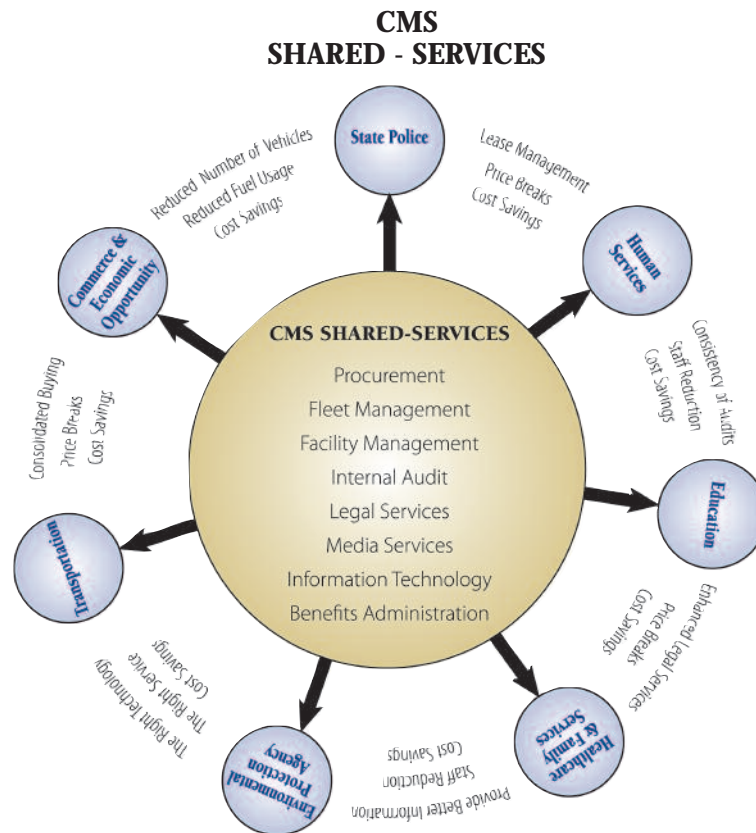 CMS
SHARED - SERVICES
State Police
Lease Management
Price Breaks
Cost Savings
Human
Services
Consistency of Audits
Staff Reduction
Cost Savings
Education
Enhanced Legal Services
Price Breaks
Cost Savings
Healthcare
& Family
Services
Provide Better Information
Staff Reduction
Cost Savings
Environmental
Protection
Agency
The Right Technology
The Right Service
Cost Savings
Transportation
Consolidated Buying
Price Breaks
Cost Savings
Commerce &
Economic
Opportunity
Reduced Number of Vehicles
Reduced Fuel Usage
Cost Savings
CMS SHARED-SERVICES
Procurement
Fleet Management
Facility Management
Internal Audit
Legal Services
Media Services
Information Technology
Benefits Administration